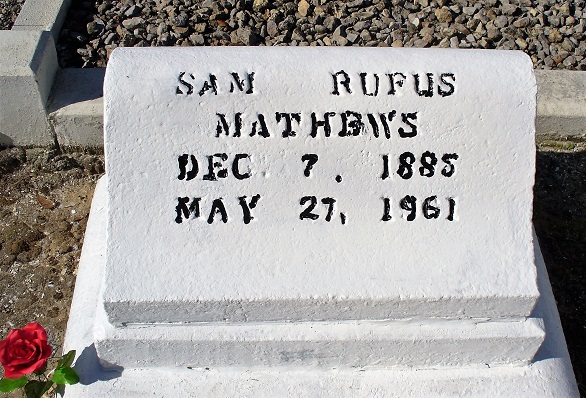 SAM RUFUS
MATHEWS
DEC 7, 1885
MAY 27, 1961